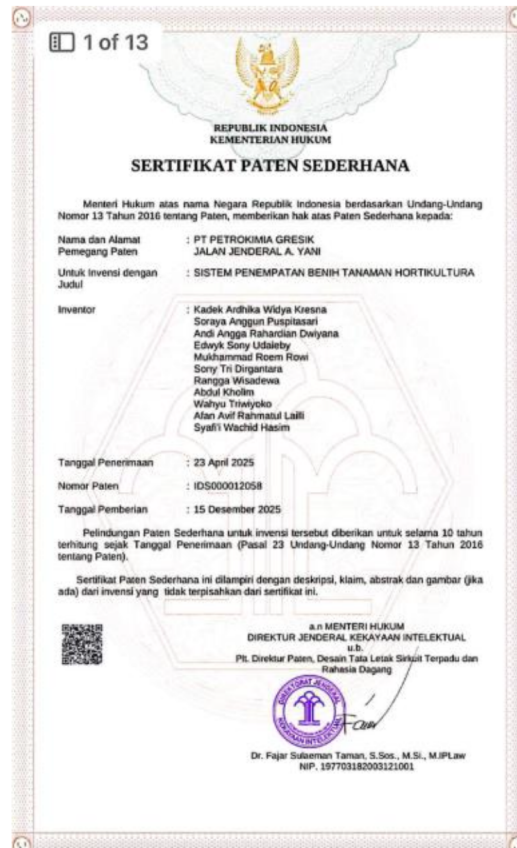 1 of 13
REPUBLIK INDONESIA
KEMENTERIAN HUKUM
SERTIFIKAT PATEN SEDERHANA
Menteri Hukum atas nama Negara Republik Indonesia berdasarkan Undang-Undang
Nomor 13 Tahun 2016 tentang Paten, memberikan hak atas Paten Sederhana kepada:
Nama dan Alamat : PT PETROKIMIA GRESIK
Pemegang Paten JALAN JENDERAL A. YANI
Untuk Invensi dengan : SISTEM PENEMPATAN BENIH TANAMAN HORTIKULTURA
Judul
Inventor : Kadek Ardhika Widya Kresna
Soraya Anggun Puspitasari
Andi Angga Rahardian Dwiyana
Edwyk Sony Udaieby
Mukhammad Roem Rowi
Sony Tri Dirgantara
Rangga Wisadewa
Abdul Kholim
Wahyu Triwiyoko
Afan Avif Rahmatul Lailli
Syafi'i Wachid Hasim
Tanggal Penerimaan : 23 April 2025
Nomor Paten : IDS000012058
Tanggal Pemberian : 15 Desember 2025
Pelindungan Paten Sederhana untuk invensi tersebut diberikan untuk selama 10 tahun
terhitung sejak Tanggal Penerimaan (Pasal 23 Undang-Undang Nomor 13 Tahun 2016
tentang Paten).
Sertifikat Paten Sederhana ini dilampiri dengan deskripsi, klaim, abstrak dan gambar (jika
ada) dari invensi yang tidak terpisahkan dari sertifikat ini.
a.n MENTERI HUKUM
DIREKTUR JENDERAL KEKAYAAN INTELEKTUAL
u.b.
Plt. Direktur Paten, Desain Tata Letak Sirkuit Terpadu dan
Rahasia Dagang
DIREKTORAT JENDERAL
KEKAYAAN INTELEKTUAL
Dr. Fajar Sulaeman Taman, S.Sos., M.Si., M.IPLaw
NIP. 197703182003121001